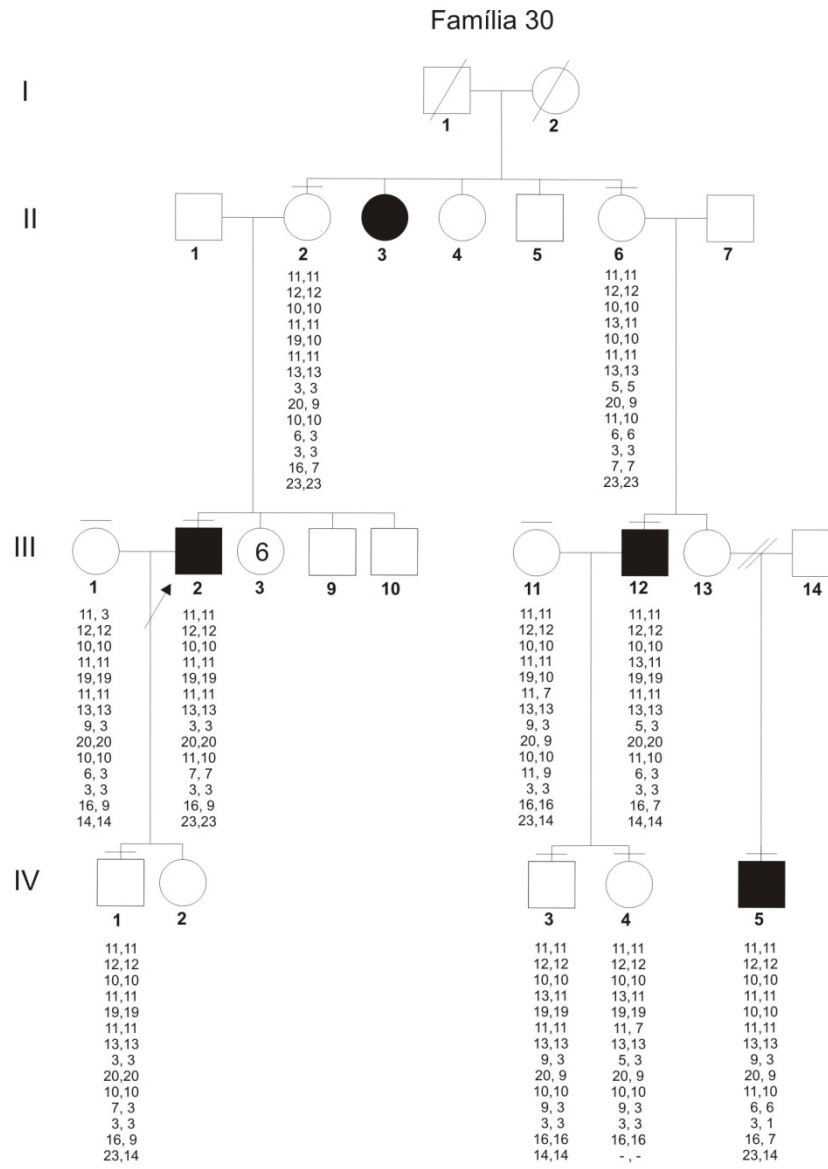 Família 30
I
1 2
II
1 2 3 4 5 6 7
11,11 11,11
12,12 12,12
10,10 10,10
11,11 13,11
19,10 10,10
11,11 11,11
13,13 13,13
3, 3 5, 5
20, 9 20, 9
10,10 11,10
6, 3 6, 6
3, 3 3, 3
16, 7 7, 7
23,23 23,23
III
6
1 2 3 9 10 11 12 13 14
11, 3 11,11 11,11 11,11
12,12 12,12 12,12 12,12
10,10 10,10 10,10 10,10
11,11 11,11 11,11 13,11
19,19 19,19 19,10 19,19
11,11 11,11 11, 7 11,11
13,13 13,13 13,13 13,13
9, 3 3, 3 9, 3 5, 3
20,20 20,20 20, 9 20,20
10,10 11,10 10,10 11,10
6, 3 7, 7 11, 9 6, 3
3, 3 3, 3 3, 3 3, 3
16, 9 16, 9 16,16 16, 7
14,14 23,23 23,14 14,14
IV
1 2 3 4 5
11,11 11,11 11,11 11,11
12,12 12,12 12,12 12,12
10,10 10,10 10,10 10,10
11,11 13,11 13,11 11,11
19,19 19,19 19,19 10,10
11,11 11,11 11, 7 11,11
13,13 13,13 13,13 13,13
3, 3 9, 3 5, 3 9, 3
20,20 20, 9 20, 9 20, 9
10,10 10,10 10,10 11,10
7, 3 9, 3 9, 3 6, 6
3, 3 3, 3 3, 3 3, 1
16, 9 16,16 16,16 16, 7
23,14 14,14 - , - 23,14